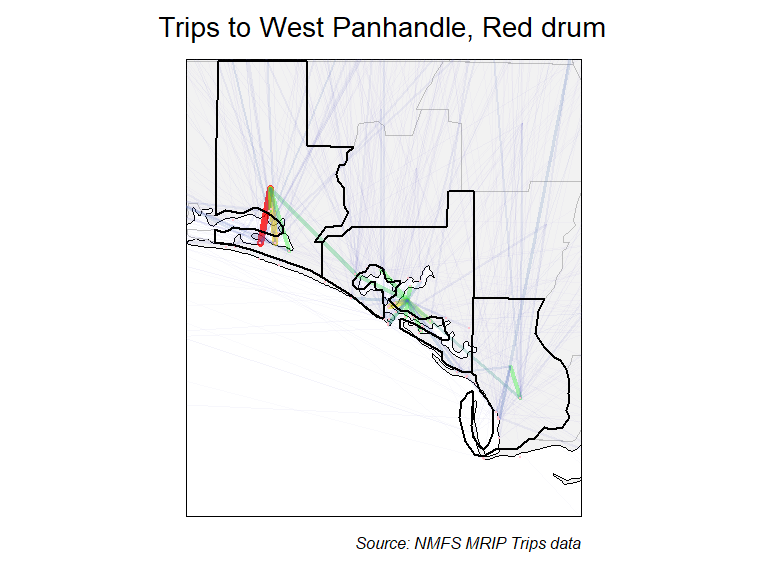 Trips to West Panhandle, Red drum
Source: NMFS MRIP Trips data